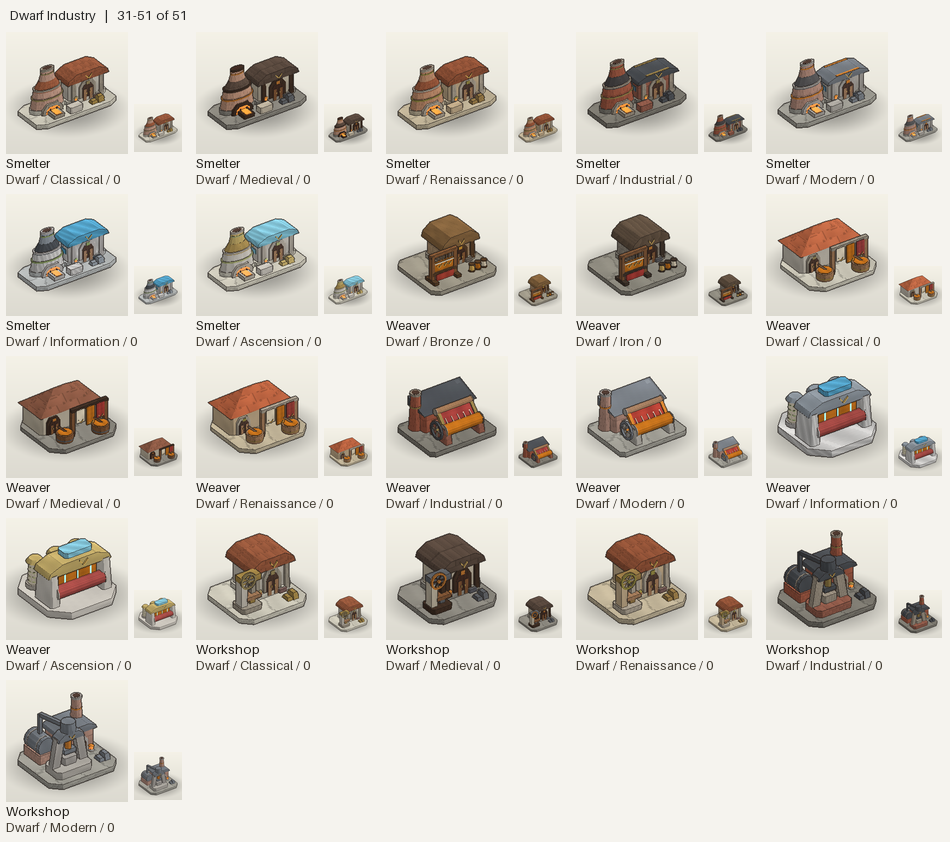 Dwarf Industry | 31-51 of 51
Smelter
Dwarf / Classical / 0
Smelter
Dwarf / Medieval / 0
Smelter
Dwarf / Renaissance / 0
Smelter
Dwarf / Industrial / 0
Smelter
Dwarf / Modern / 0
Smelter
Dwarf / Information / 0
Smelter
Dwarf / Ascension / 0
Weaver
Dwarf / Bronze / 0
Weaver
Dwarf / Iron / 0
Weaver
Dwarf / Classical / 0
Weaver
Dwarf / Medieval / 0
Weaver
Dwarf / Renaissance / 0
Weaver
Dwarf / Industrial / 0
Weaver
Dwarf / Modern / 0
Weaver
Dwarf / Information / 0
Weaver
Dwarf / Ascension / 0
Workshop
Dwarf / Classical / 0
Workshop
Dwarf / Medieval / 0
Workshop
Dwarf / Renaissance / 0
Workshop
Dwarf / Industrial / 0
Workshop
Dwarf / Modern / 0